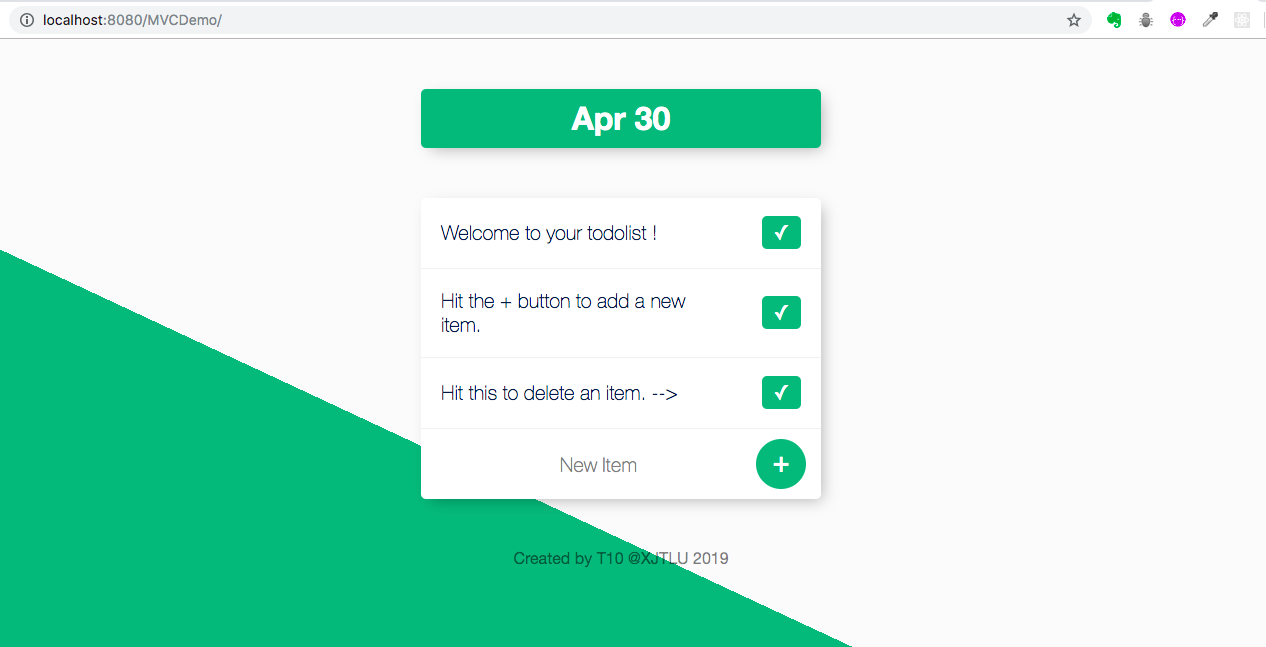 localhost:8080/MVCDemo/
Apr 30
Welcome to your todolist !
✓
Hit the + button to add a new
item.
✓
Hit this to delete an item. -->
✓
New Item
+
Created by T10 @XJTLU 2019